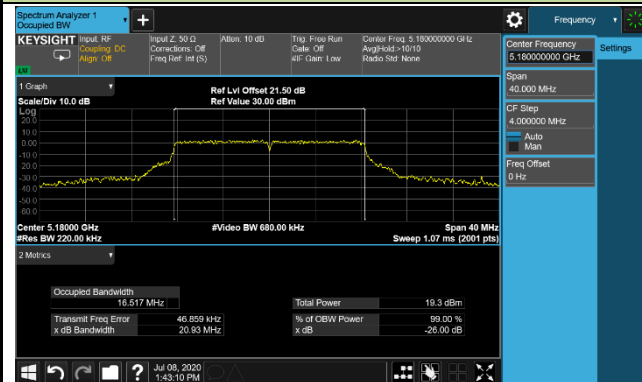 Spectrum Analyzer 1
Occupied BW
+
Frequency
KEYSIGHT
Input: RF
Coupling: DC
Align: Off
Input Z: 50 Ω
Corrections: Off
Freq Ref: Int (S)
Atten: 10 dB
Trig: Free Run
Gate: Off
#IF Gain: Low
Center Freq: 5.180000000 GHz
Avg|Hold:>10/10
Radio Std: None
LXI
Center Frequency
5.180000000 GHz
Settings
Span
40.000 MHz
CF Step
4.000000 MHz
Auto
Man
Freq Offset
0 Hz
1 Graph
Scale/Div 10.0 dB
Ref Lvl Offset 21.50 dB
Ref Value 30.00 dBm
Log
20.0
10.0
0.00
-10.0
-20.0
-30.0
-40.0
-50.0
-60.0
Center 5.18000 GHz
#Res BW 220.00 kHz
#Video BW 680.00 kHz
Span 40 MHz
Sweep 1.07 ms (2001 pts)
2 Metrics
Occupied Bandwidth
16.517 MHz
Total Power 19.3 dBm
Transmit Freq Error 46.859 kHz
% of OBW Power 99.00 %
x dB Bandwidth 20.93 MHz
x dB -26.00 dB
?
Jul 08, 2020
1:43:10 PM